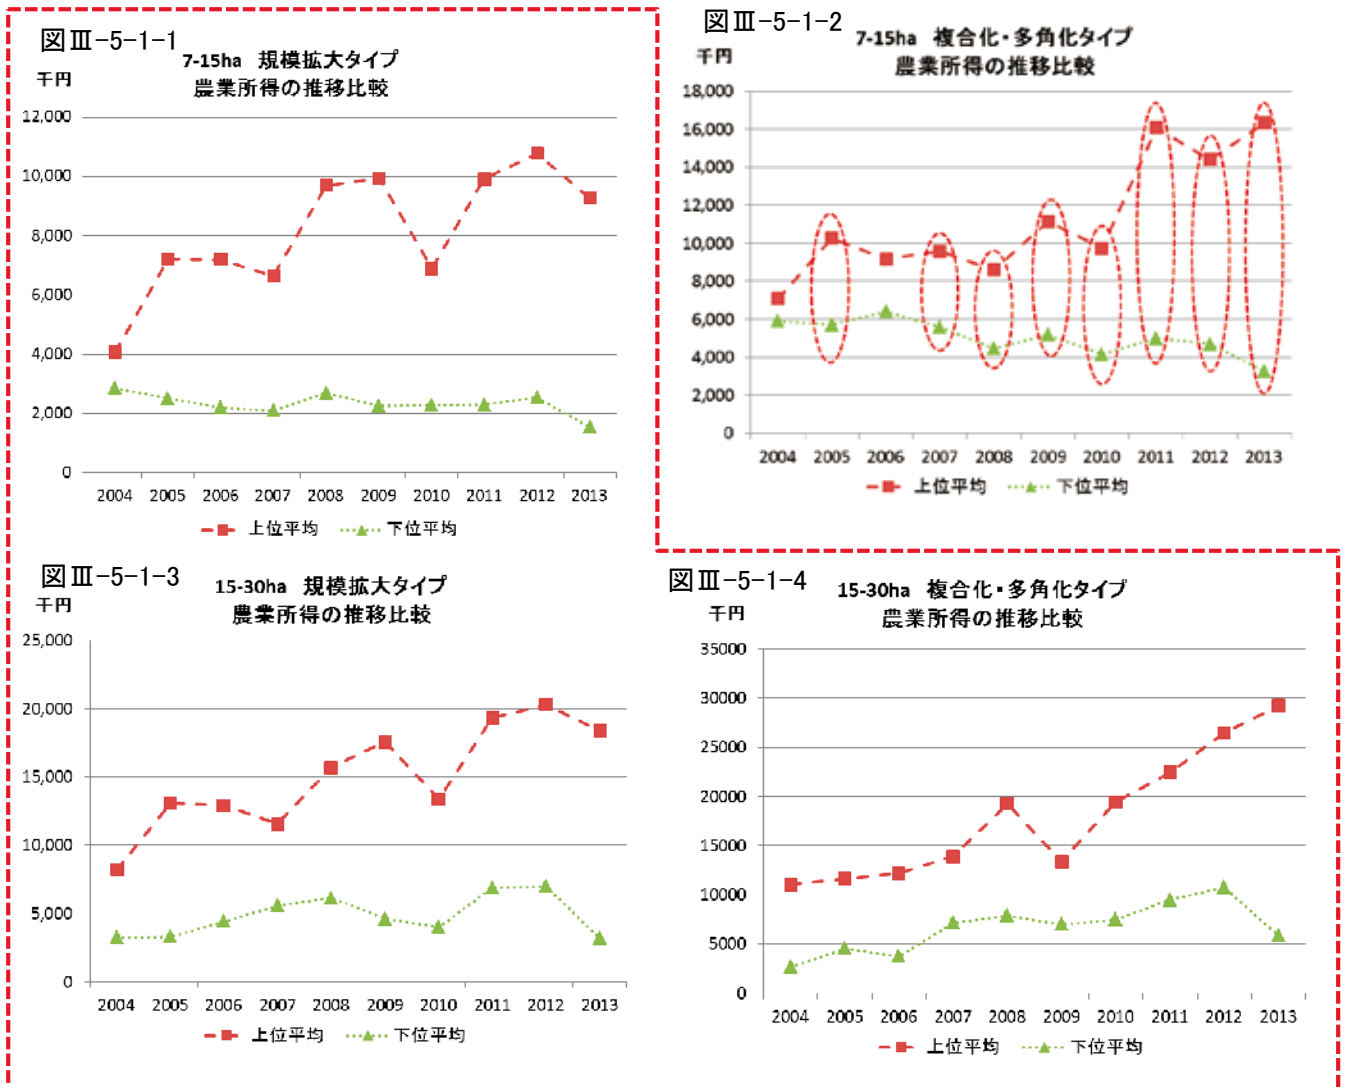 図Ⅲ-5-1-1
7-15ha 規模拡大タイプ
農業所得の推移比較
千円
12,000
10,000
8,000
6,000
4,000
2,000
0
2004 2005 2006 2007 2008 2009 2010 2011 2012 2013
上位平均 下位平均
図Ⅲ-5-1-2
7-15ha 複合化・多角化タイプ
農業所得の推移比較
千円
18,000
16,000
14,000
12,000
10,000
8,000
6,000
4,000
2,000
0
2004 2005 2006 2007 2008 2009 2010 2011 2012 2013
上位平均 下位平均
図Ⅲ-5-1-3
15-30ha 規模拡大タイプ
農業所得の推移比較
千円
25,000
20,000
15,000
10,000
5,000
0
2004 2005 2006 2007 2008 2009 2010 2011 2012 2013
上位平均 下位平均
図Ⅲ-5-1-4
15-30ha 複合化・多角化タイプ
農業所得の推移比較
千円
35000
30000
25000
20000
15000
10000
5000
0
2004 2005 2006 2007 2008 2009 2010 2011 2012 2013
上位平均 下位平均